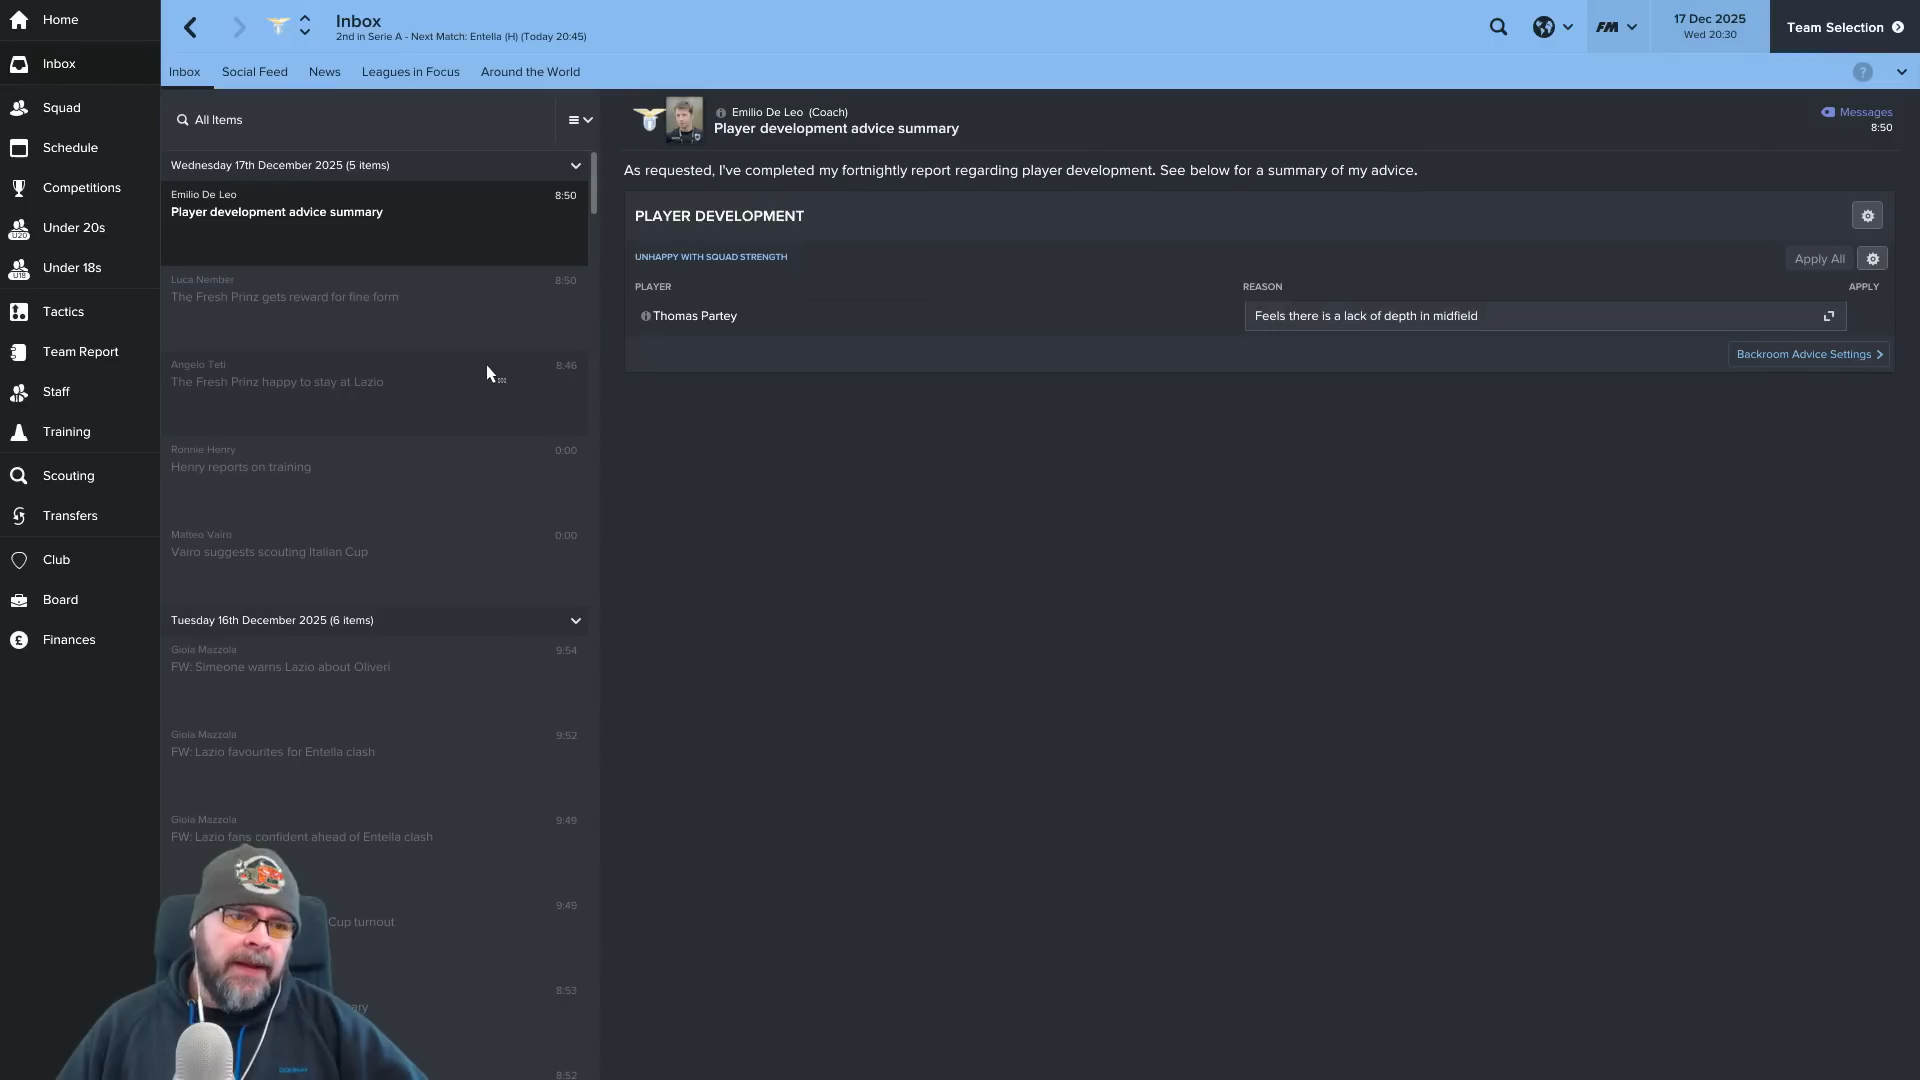 Home
Inbox
Squad
Schedule
Competitions
Under 20s
Under 18s
Tactics
Team Report
Staff
Training
Scouting
Transfers
Club
Board
Finances
Inbox
2nd in Serie A - Next Match: Entella (H) (Today 20:45)
FM
17 Dec 2025
Wed 20:30
Team Selection
Inbox Social Feed News Leagues in Focus Around the World
?
All Items
Wednesday 17th December 2025 (5 items)
Emilio De Leo 8:50
Player development advice summary
Luca Nember 8:50
The Fresh Prinz gets reward for fine form
Angelo Teti 8:46
The Fresh Prinz happy to stay at Lazio
Ronnie Henry 0:00
Henry reports on training
Matteo Vairo 0:00
Vairo suggests scouting Italian Cup
Tuesday 16th December 2025 (6 items)
Gioia Mazzola 9:54
FW: Simeone warns Lazio about Oliveri
Gioia Mazzola 9:52
FW: Lazio favourites for Entella clash
Gioia Mazzola 9:49
FW: Lazio fans confident ahead of Entella clash
9:49
Cup turnout
8:53
8:52
Emilio De Leo (Coach)
Player development advice summary
Messages
8:50
As requested, I've completed my fortnightly report regarding player development. See below for a summary of my advice.
PLAYER DEVELOPMENT
UNHAPPY WITH SQUAD STRENGTH
Apply All
PLAYER REASON APPLY
Thomas Partey Feels there is a lack of depth in midfield
Backroom Advice Settings